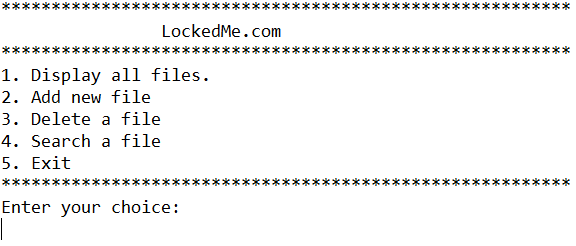 *********************************************************
LockedMe.com
*********************************************************
1. Display all files.
2. Add new file
3. Delete a file
4. Search a file
5. Exit
*********************************************************
Enter your choice: